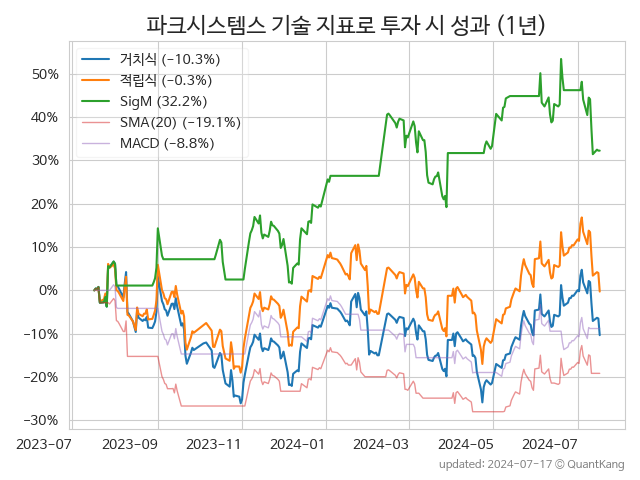 파크시스템스 기술 지표로 투자 시 성과 (1년)
거치식 (−10.3%)
적립식 (−0.3%)
SigM (32.2%)
SMA(20) (−19.1%)
MACD (−8.8%)
50%
40%
30%
20%
10%
0%
−10%
−20%
−30%
2023-07 2023-09 2023-11 2024-01 2024-03 2024-05 2024-07
updated: 2024-07-17 © QuantKang